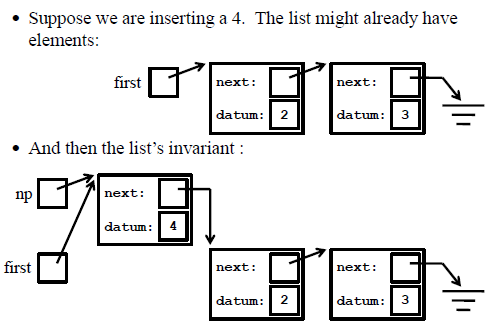 • Suppose we are inserting a 4. The list might already have
elements:
first
next:
next:
datum: 2
datum: 3
• And then the list's invariant :
np
next:
datum: 4
first
next:
next:
datum: 2
datum: 3